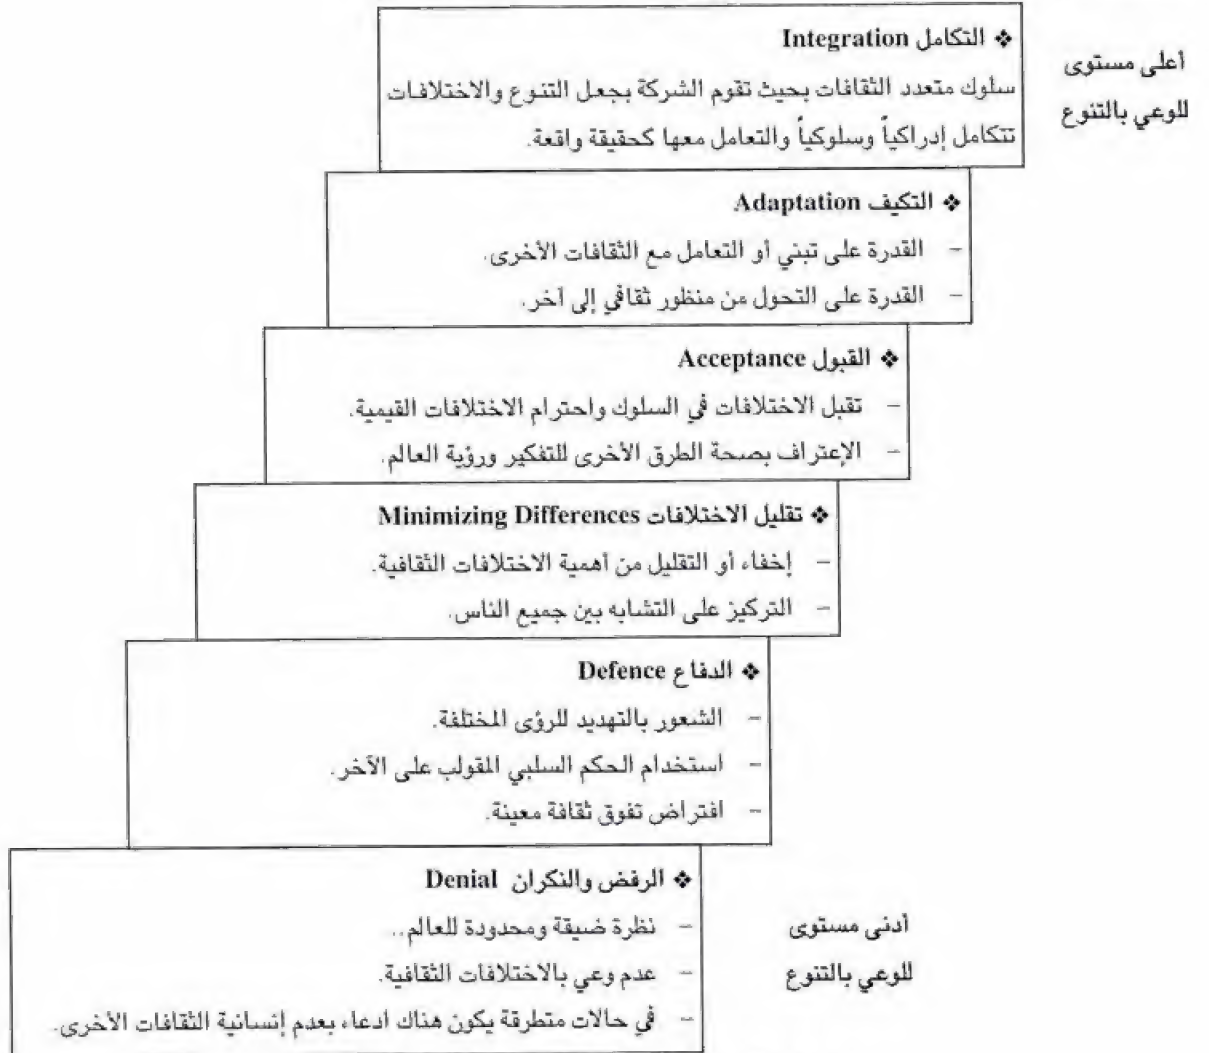 ❖ التكامل Integration
سلوك متعدد الثقافات بحيث تقوم الشركة بجعل التنوع والاختلافات
تتكامل إدراكياً وسلوكياً والتعامل معها كحقيقة واقعة.
أعلى مستوى
للوعي بالتنوع
❖ التكيف Adaptation
– القدرة على تبني أو التعامل مع الثقافات الأخرى.
– القدرة على التحول من منظور ثقافي إلى آخر.
❖ القبول Acceptance
– تقبل الاختلافات في السلوك واحترام الاختلافات القيمية.
– الإعتراف بصحة الطرق الأخرى للتفكير ورؤية العالم.
❖ تقليل الاختلافات Minimizing Differences
– إخفاء أو التقليل من أهمية الاختلافات الثقافية.
– التركيز على التشابه بين جميع الناس.
❖ الدفاع Defence
– الشعور بالتهديد للرؤى المختلفة.
– استخدام الحكم السلبي المقولب على الآخر.
– افتراض تفوق ثقافة معينة.
❖ الرفض والنكران Denial
– نظرة ضيقة ومحدودة للعالم..
– عدم وعي بالاختلافات الثقافية.
– في حالات متطرقة يكون هناك ادعاء بعدم إنسانية الثقافات الأخرى.
أدنى مستوى
للوعي بالتنوع